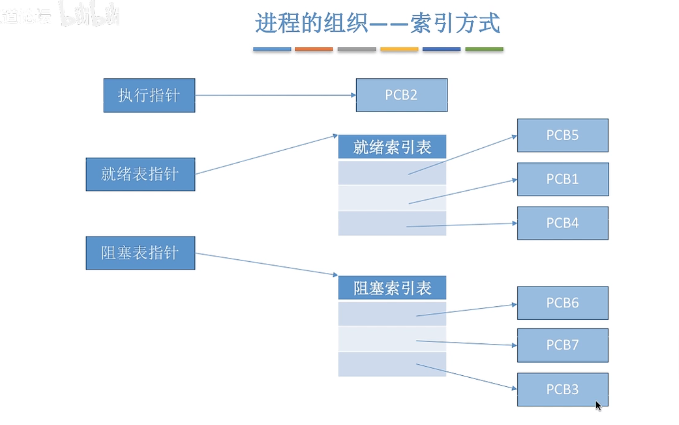 进程的组织——索引方式
执行指针
PCB2
就绪表指针
就绪索引表
PCB5
PCB1
PCB4
阻塞表指针
阻塞索引表
PCB6
PCB7
PCB3